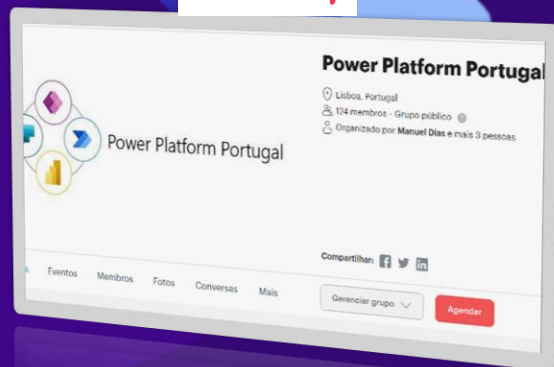 Power Platform Portugal
Lisboa, Portugal
124 membros - Grupo público
Organizado por Manuel Dias e mais 3 pessoas
Power Platform Portugal
Compartilhar:
Eventos Membros Fotos Conversas Mais
Gerenciar grupo
Agendar